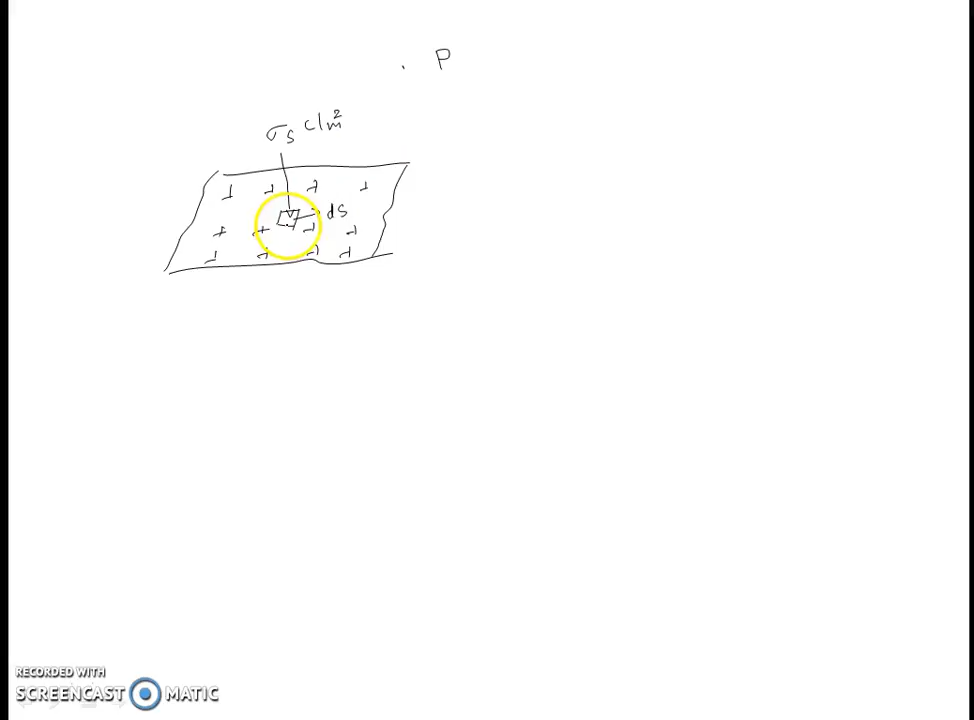 . P
σs c/m²
+ + + +
ds
+ + + +
+ + + +
RECORDED WITH
SCREENCAST MATIC